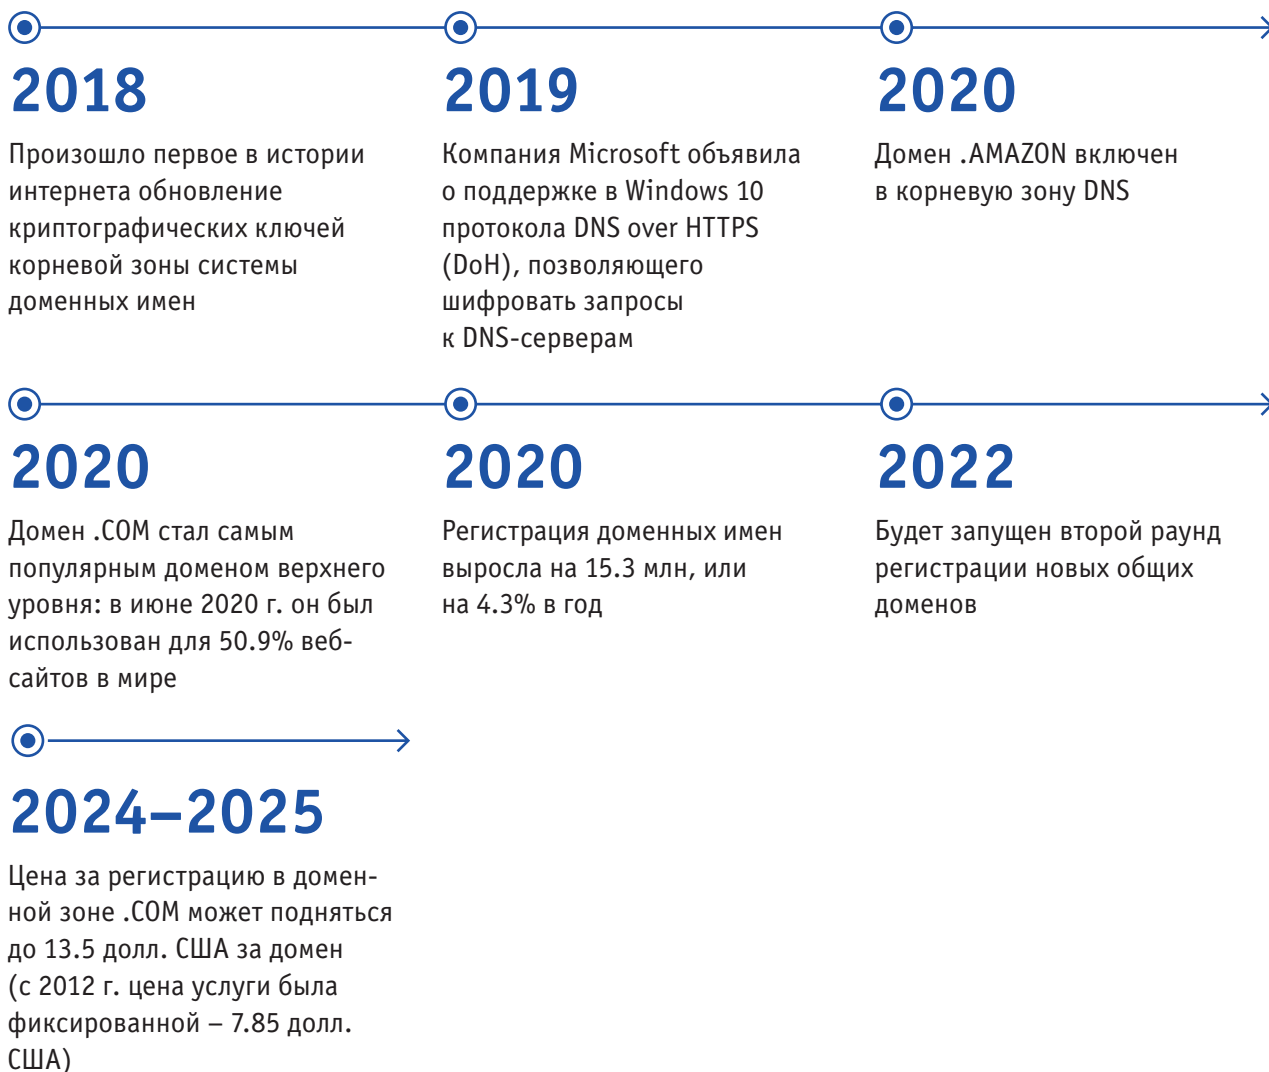 2018
Произошло первое в истории
интернета обновление
криптографических ключей
корневой зоны системы
доменных имен
2019
Компания Microsoft объявила
о поддержке в Windows 10
протокола DNS over HTTPS
(DoH), позволяющего
шифровать запросы
к DNS-серверам
2020
Домен .AMAZON включен
в корневую зону DNS
2020
Домен .COM стал самым
популярным доменом верхнего
уровня: в июне 2020 г. он был
использован для 50.9% веб-
сайтов в мире
2020
Регистрация доменных имен
выросла на 15.3 млн, или
на 4.3% в год
2022
Будет запущен второй раунд
регистрации новых общих
доменов
2024–2025
Цена за регистрацию в домен-
ной зоне .COM может подняться
до 13.5 долл. США за домен
(с 2012 г. цена услуги была
фиксированной – 7.85 долл.
США)